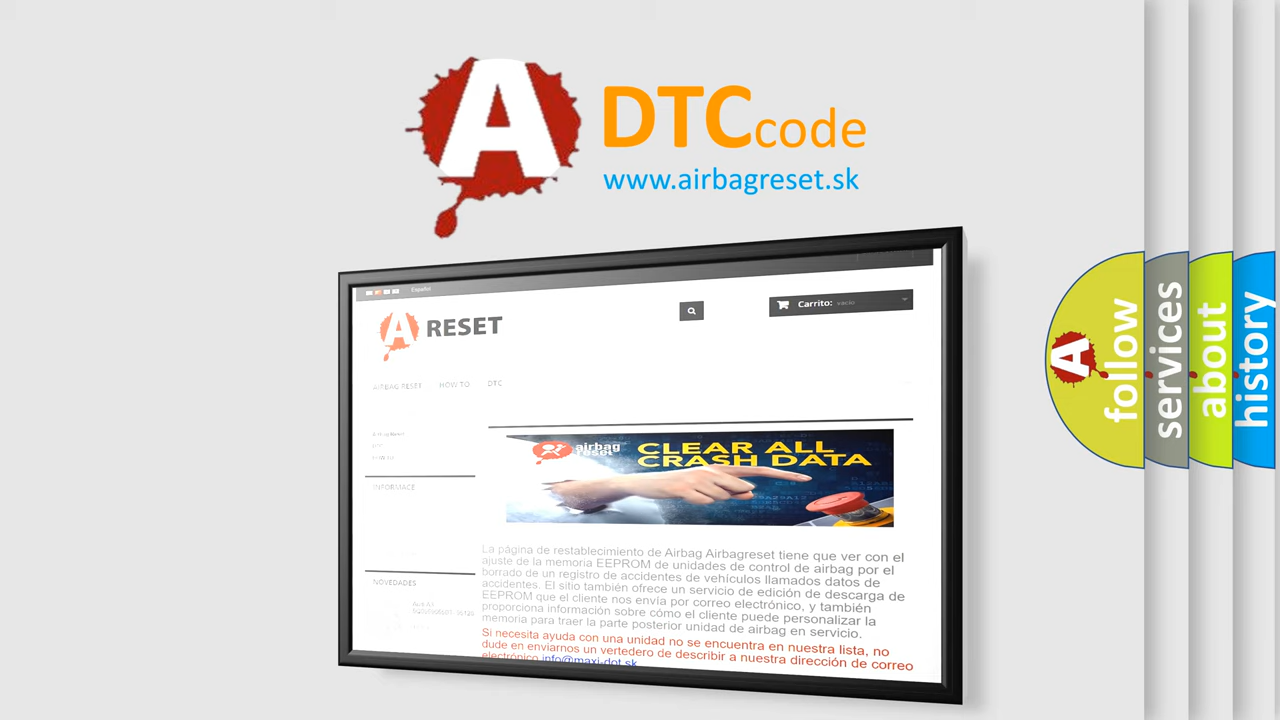 A
DTCcode
www.airbagreset.sk
Español
A RESET
Carrito: vacío
AIRBAG RESET HOW TO DTC
INFORMACE
NOVEDADES
airbag
reset
CLEAR ALL
CRASH DATA
La página de restablecimiento de Airbag Airbagreset tiene que ver con el
ajuste de la memoria EEPROM de unidades de control de airbag por el
borrado de un registro de accidentes de vehículos llamados datos de
accidentes. El sitio también ofrece un servicio de edición de descarga de
EEPROM que el cliente nos envía por correo electrónico, y también
proporciona información sobre cómo el cliente puede personalizar la
memoria para traer la parte posterior unidad de airbag en servicio.
Si necesita ayuda con una unidad no se encuentra en nuestra lista, no
dude en enviarnos un vertedero de describir a nuestra dirección de correo
electrónico info@maxi-dot.sk
A follow
services
about
history